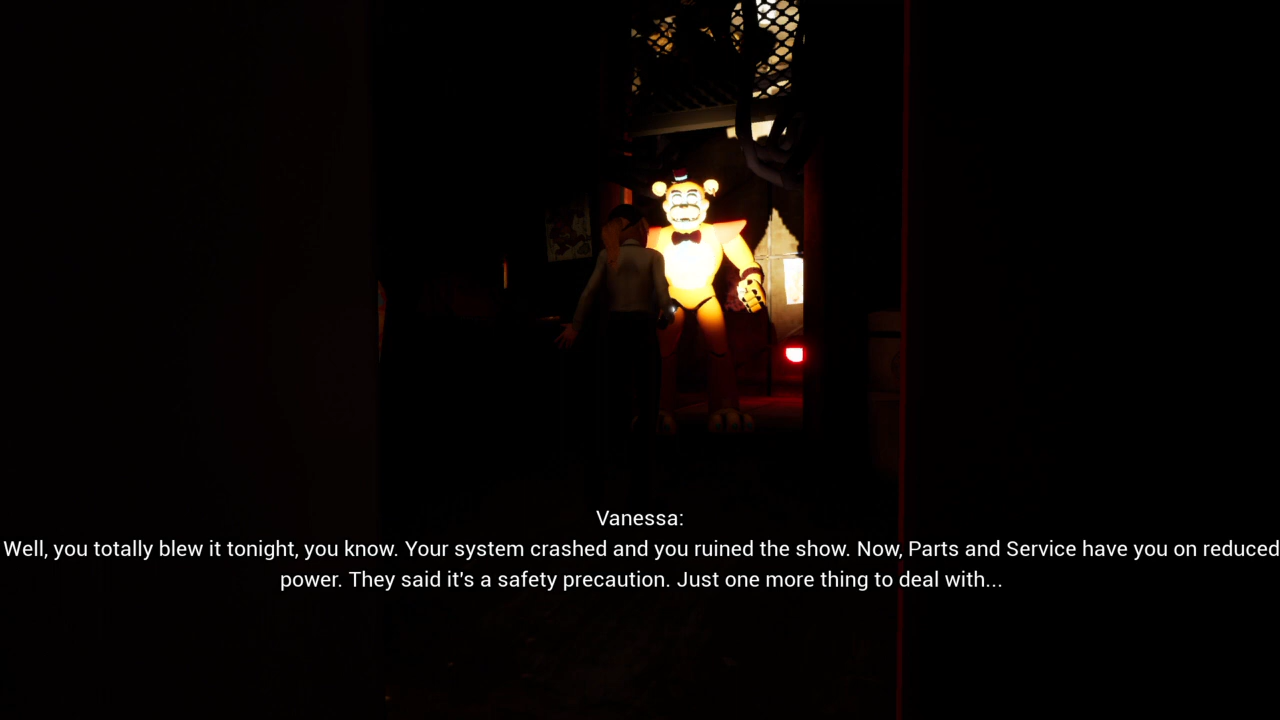 Vanessa:
Well, you totally blew it tonight, you know. Your system crashed and you ruined the show. Now, Parts and Service have you on reduced
power. They said it's a safety precaution. Just one more thing to deal with...